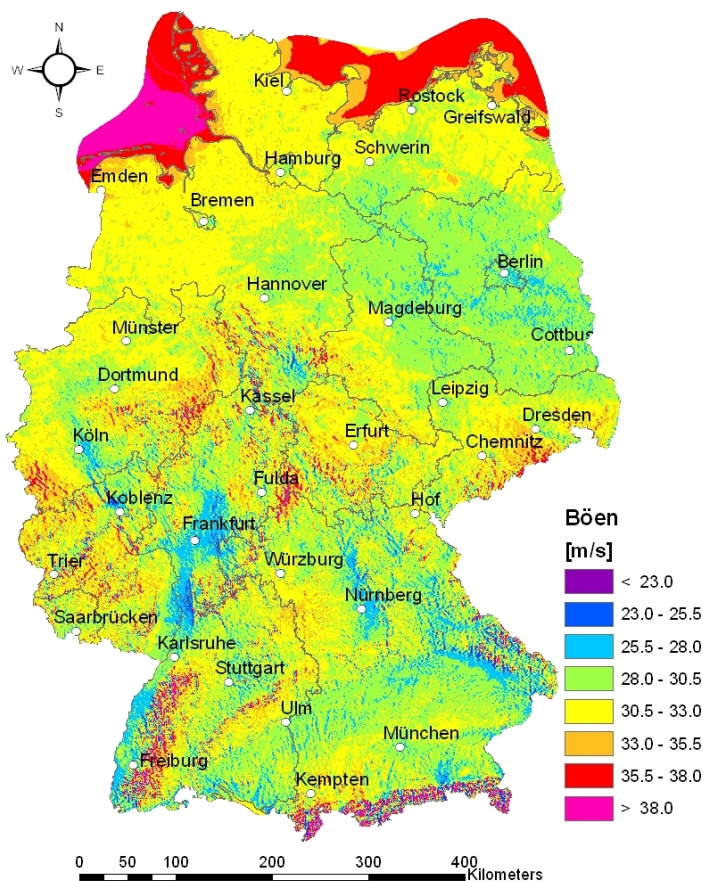 N
W E
S
Kiel
Rostock
Greifswald
Schwerin
Hamburg
Emden
Bremen
Berlin
Hannover
Magdeburg
Münster
Cottbus
Dortmund
Leipzig
Kassel
Dresden
Köln
Erfurt
Chemnitz
Fulda
Koblenz
Hof
Frankfurt
Trier
Würzburg
Nürnberg
Saarbrücken
Karlsruhe
Stuttgart
Ulm
München
Freiburg
Kempten
Böen
[m/s]
< 23.0
23.0 - 25.5
25.5 - 28.0
28.0 - 30.5
30.5 - 33.0
33.0 - 35.5
35.5 - 38.0
> 38.0
0 50 100 200 300 400
Kilometers